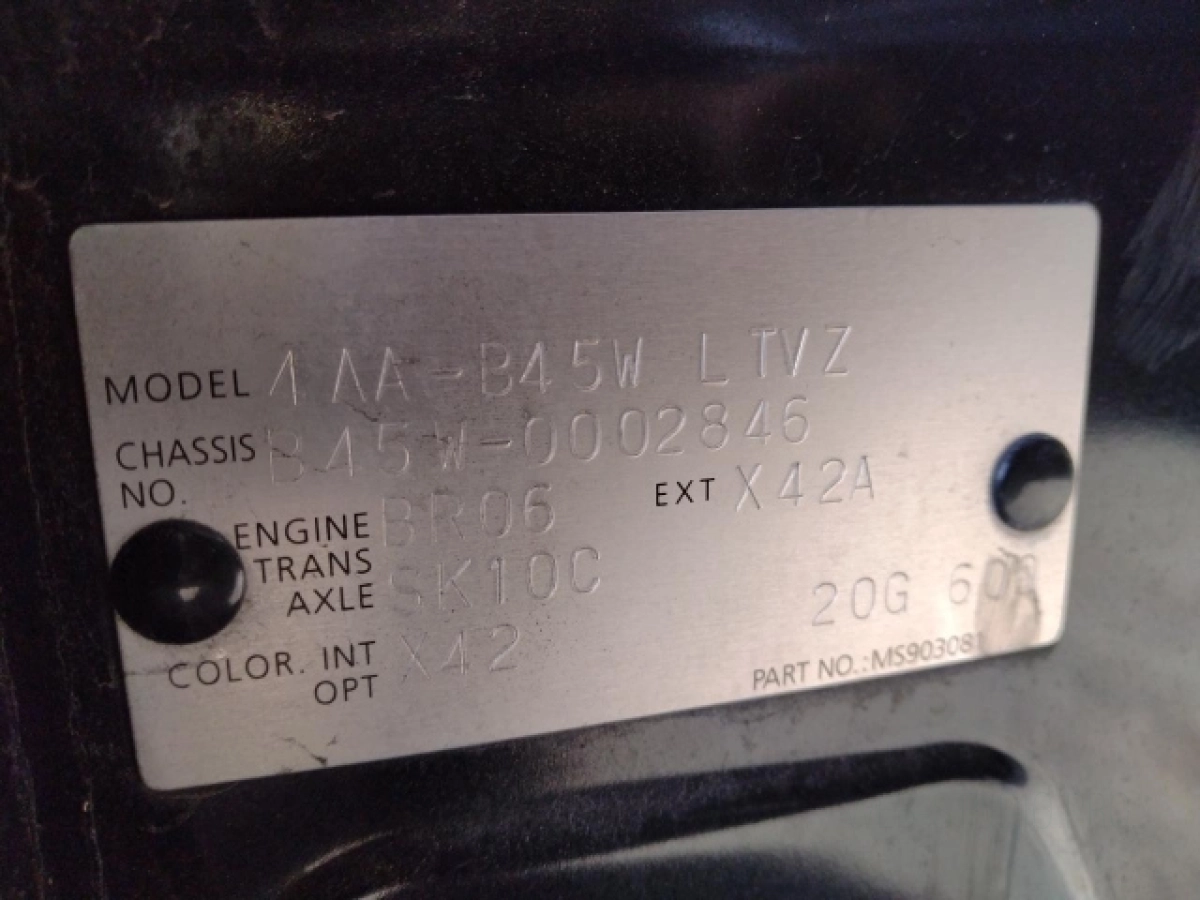 MODEL 4AA-B45W LTVZ
CHASSIS NO. B45W-0002846
ENGINE BR06 EXT X42A
TRANS AXLE SK10C
COLOR. INT X42 20G
OPT
PART NO.:MS903081